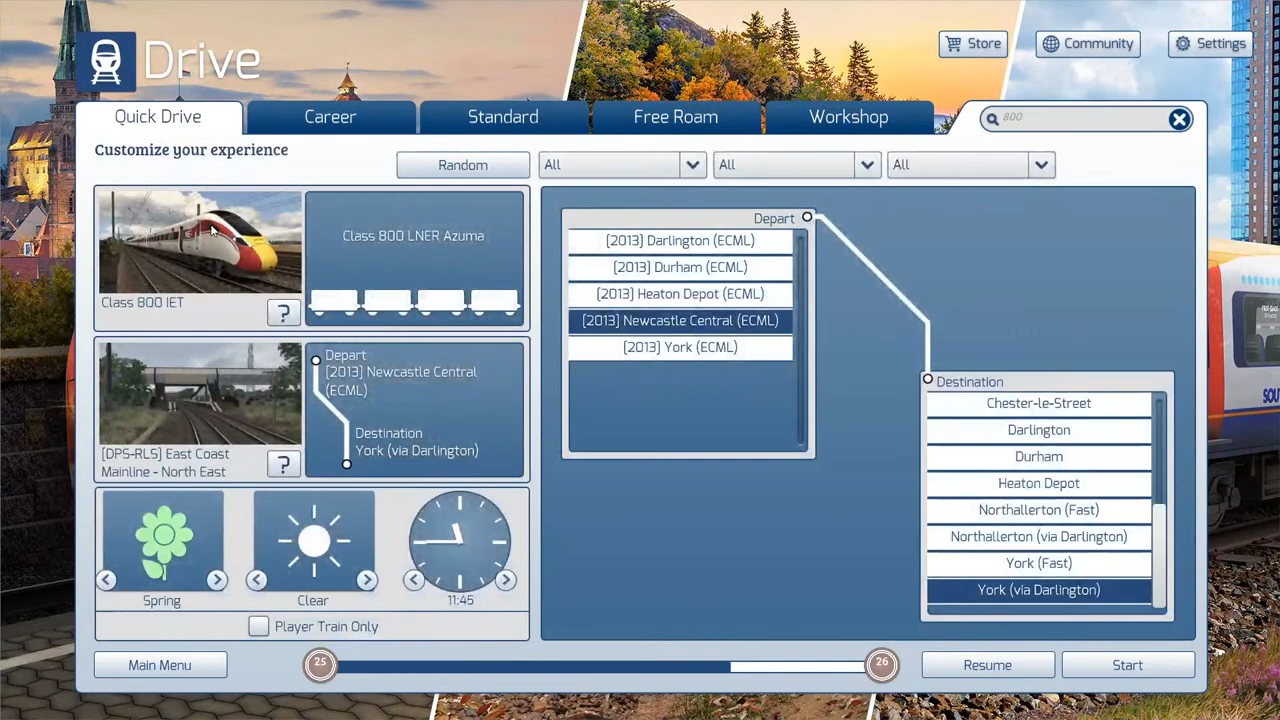 Drive
Store
Community
Settings
Quick Drive
Career
Standard
Free Roam
Workshop
800
Customize your experience
Random
All
All
All
Class 800 IET
?
Class 800 LNER Azuma
[DPS-RLS] East Coast
Mainline - North East
?
Depart
[2013] Newcastle Central
(ECML)
Destination
York (via Darlington)
Spring
Clear
11:45
Player Train Only
Depart
[2013] Darlington (ECML)
[2013] Durham (ECML)
[2013] Heaton Depot (ECML)
[2013] Newcastle Central (ECML)
[2013] York (ECML)
Destination
Chester-le-Street
Darlington
Durham
Heaton Depot
Northallerton (Fast)
Northallerton (via Darlington)
York (Fast)
York (via Darlington)
Main Menu
25
26
Resume
Start